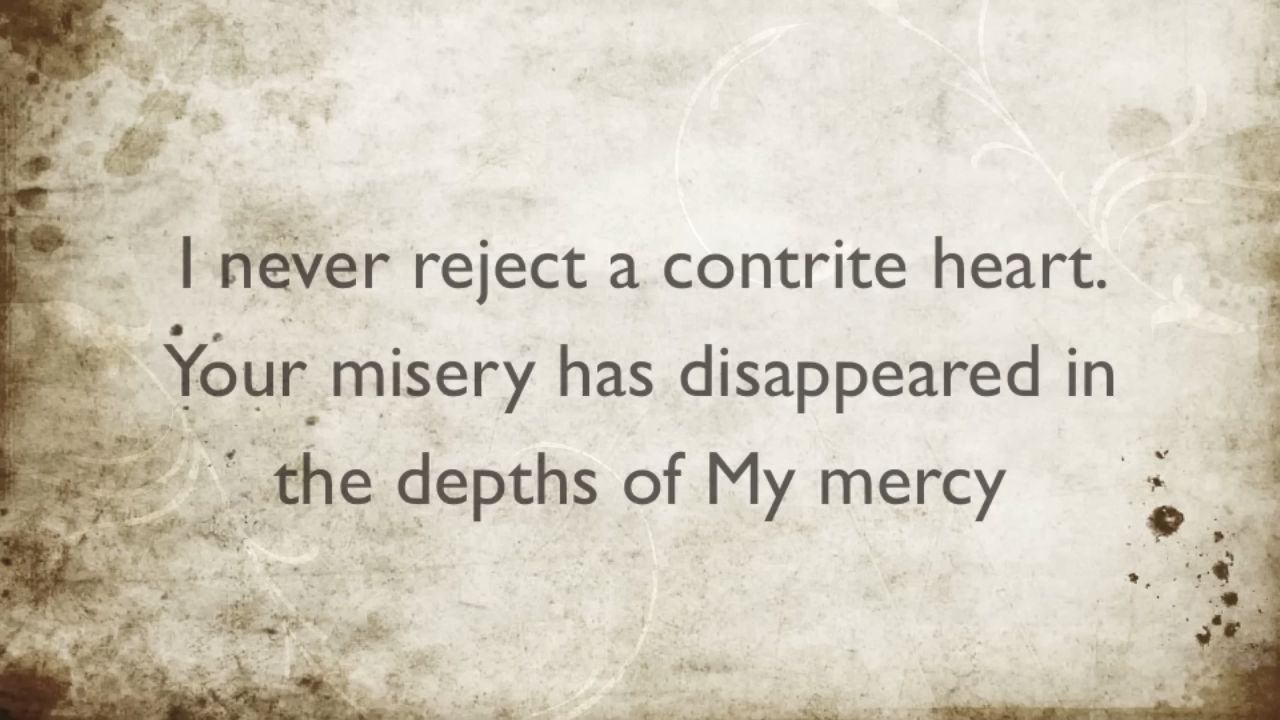 I never reject a contrite heart.
Your misery has disappeared in
the depths of My mercy